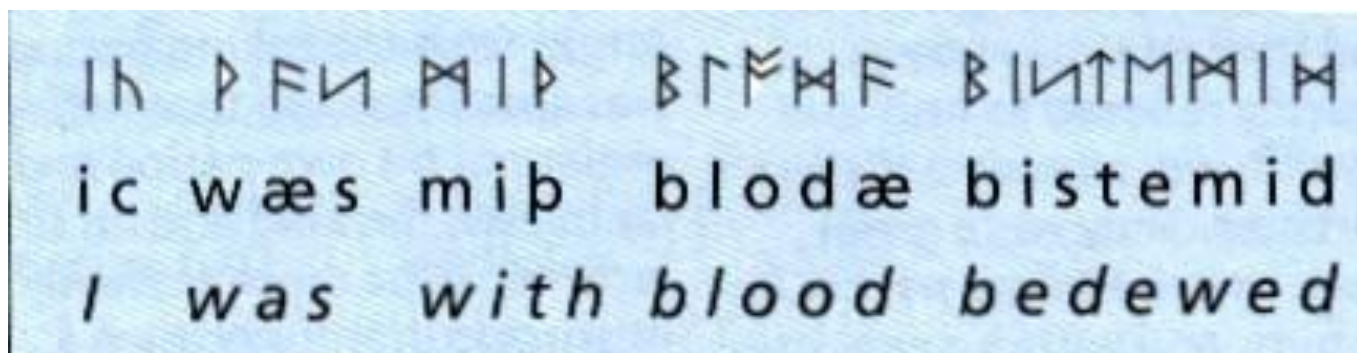 ᛁᚳ ᚹᚫᛋ ᛗᛁᚦ ᛒᛚᚩᛞᚫ ᛒᛁᛋᛏᛖᛗᛁᛞ
ic wæs miþ blodæ bistemid
I was with blood bedewed